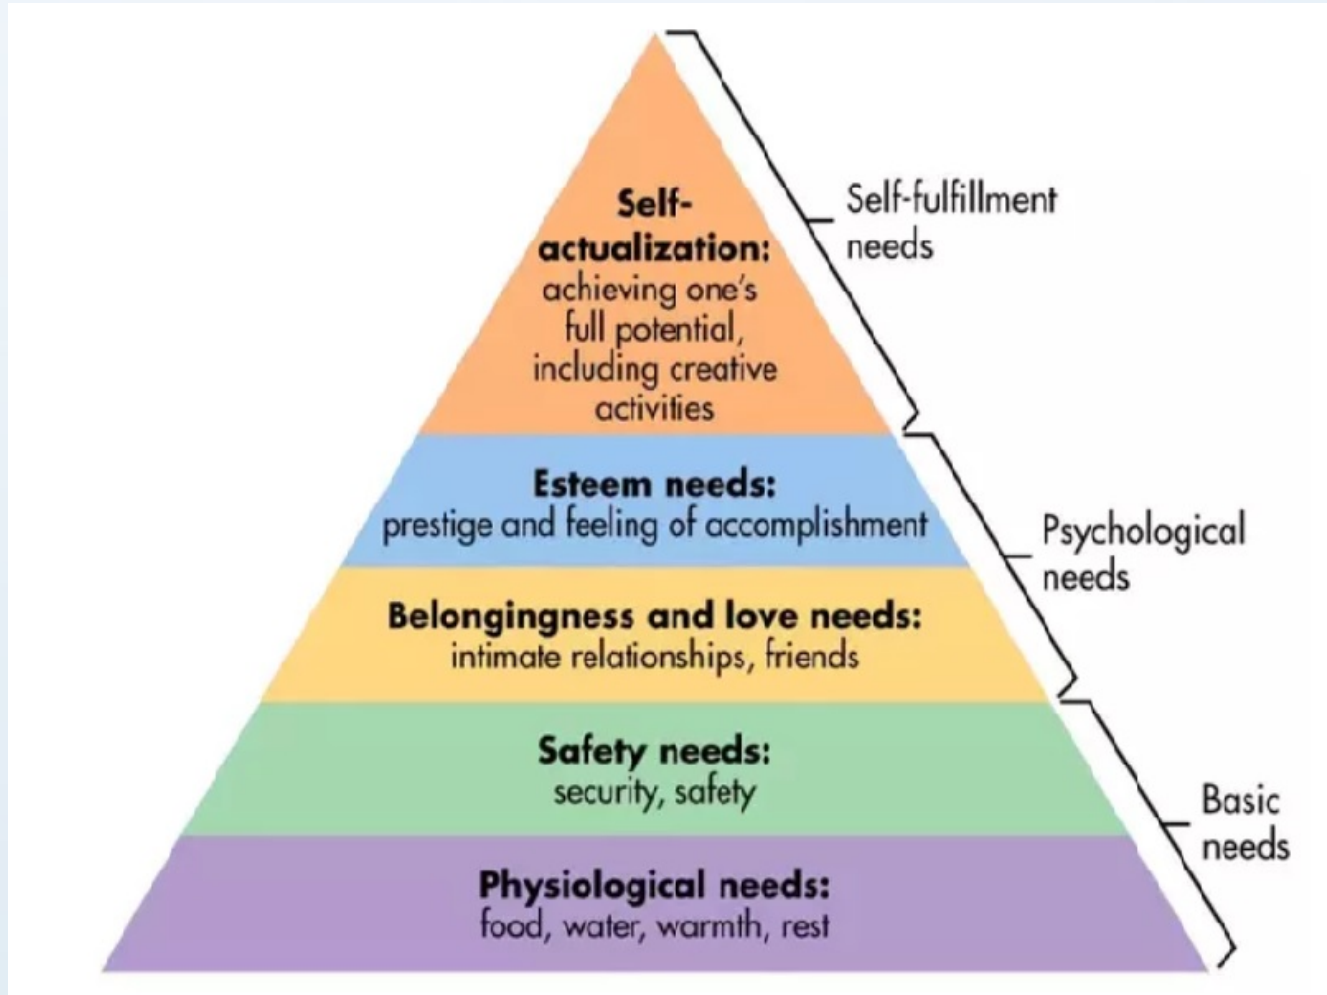 Self-
actualization:
achieving one's
full potential,
including creative
activities
Self-fulfillment
needs
Esteem needs:
prestige and feeling of accomplishment
Psychological
needs
Belongingness and love needs:
intimate relationships, friends
Safety needs:
security, safety
Basic
needs
Physiological needs:
food, water, warmth, rest